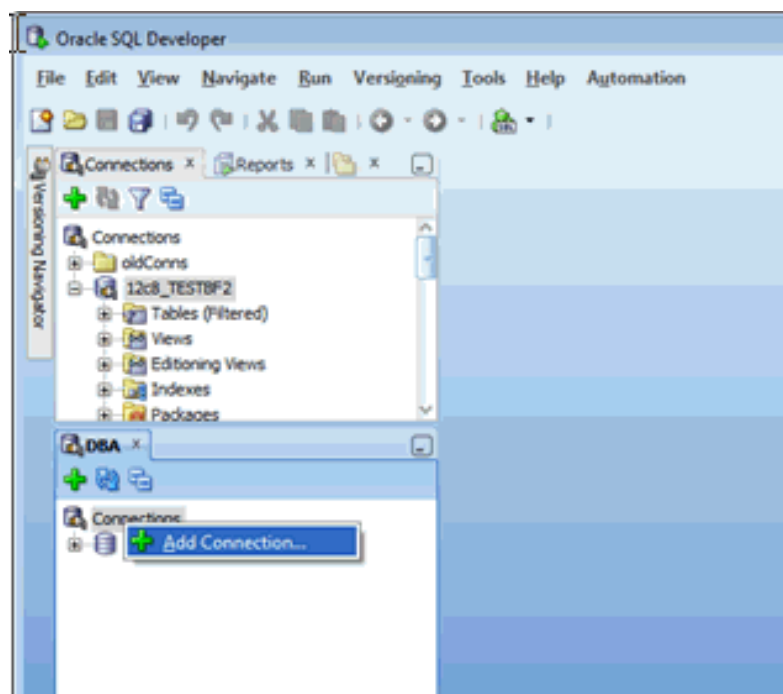 Oracle SQL Developer
File Edit View Navigate Run Versioning Tools Help Automation
Versioning Navigator
Connections × Reports × ×
Connections
oldConns
12c8_TESTBF2
Tables (Filtered)
Views
Editioning Views
Indexes
Packages
DBA ×
Connections
Add Connection...